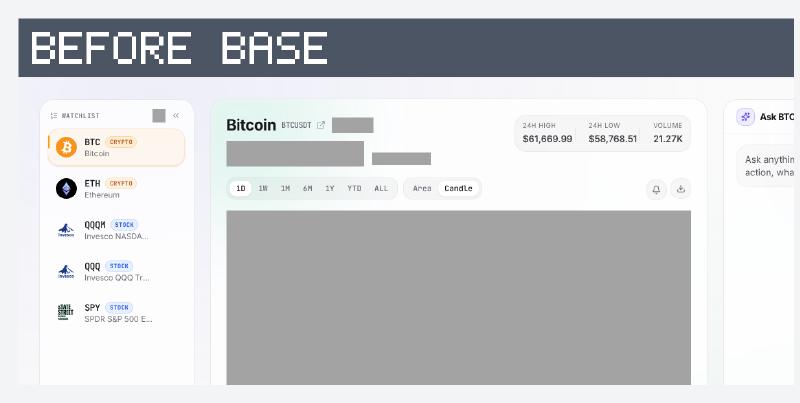 BEFORE BASE
WATCHLIST
BTC CRYPTO
Bitcoin
ETH CRYPTO
Ethereum
QQQM STOCK
Invesco NASDA...
QQQ STOCK
Invesco QQQ Tr...
SPY STOCK
SPDR S&P 500 E...
Bitcoin BTCUSDT
24H HIGH 24H LOW VOLUME
$61,669.99 $58,768.51 21.27K
1D 1W 1M 6M 1Y YTD ALL Area Candle
Ask BTC
Ask anythin
action, wha